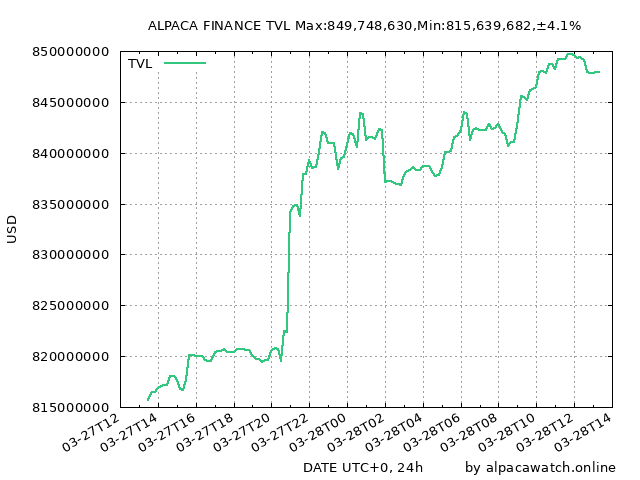 ALPACA FINANCE TVL Max:849,748,630,Min:815,639,682,±4.1%
TVL
850000000
845000000
840000000
835000000
830000000
825000000
820000000
815000000
USD
03-27T12
03-27T14
03-27T16
03-27T18
03-27T20
03-27T22
03-28T00
03-28T02
03-28T04
03-28T06
03-28T08
03-28T10
03-28T12
03-28T14
DATE UTC+0, 24h
by alpacawatch.online